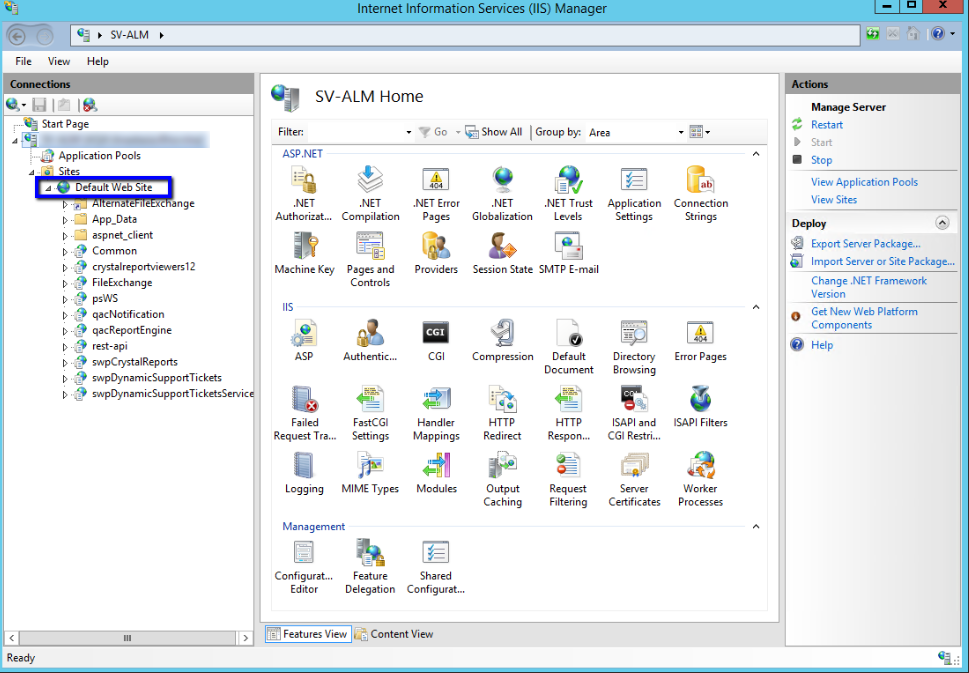 Internet Information Services (IIS) Manager
SV-ALM
File View Help
Connections
Start Page
Application Pools
Sites
Default Web Site
AlternateFileExchange
App_Data
aspnet_client
Common
crystalreportviewers12
FileExchange
psWS
qacNotification
qacReportEngine
rest-api
swpCrystalReports
swpDynamicSupportTickets
swpDynamicSupportTicketsService
SV-ALM Home
Filter: Go Show All Group by: Area
ASP.NET
.NET Authorizat...
.NET Compilation
.NET Error Pages
.NET Globalization
.NET Trust Levels
Application Settings
Connection Strings
Machine Key
Pages and Controls
Providers
Session State
SMTP E-mail
IIS
ASP
Authentic...
CGI
CGI
Compression
Default Document
Directory Browsing
Error Pages
Failed Request Tra...
FastCGI Settings
Handler Mappings
HTTP Redirect
HTTP Respon...
ISAPI and CGI Restri...
ISAPI Filters
Logging
MIME Types
Modules
Output Caching
Request Filtering
Server Certificates
Worker Processes
Management
Configurat... Editor
Feature Delegation
Shared Configurat...
Features View Content View
Actions
Manage Server
Restart
Start
Stop
View Application Pools
View Sites
Deploy
Export Server Package...
Import Server or Site Package...
Change .NET Framework
Version
Get New Web Platform
Components
Help
Ready